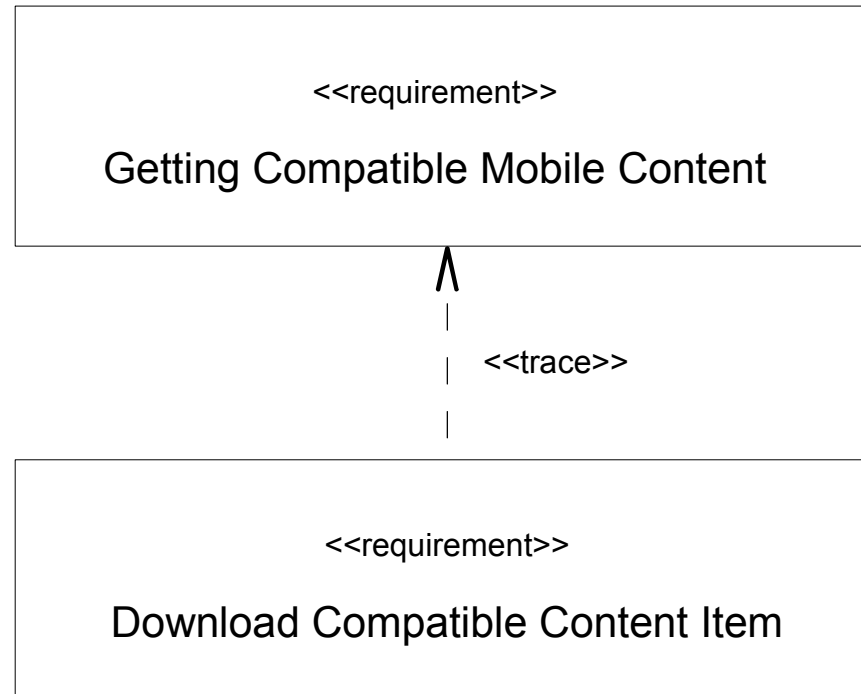 <<requirement>>
Getting Compatible Mobile Content
<<trace>>
<<requirement>>
Download Compatible Content Item